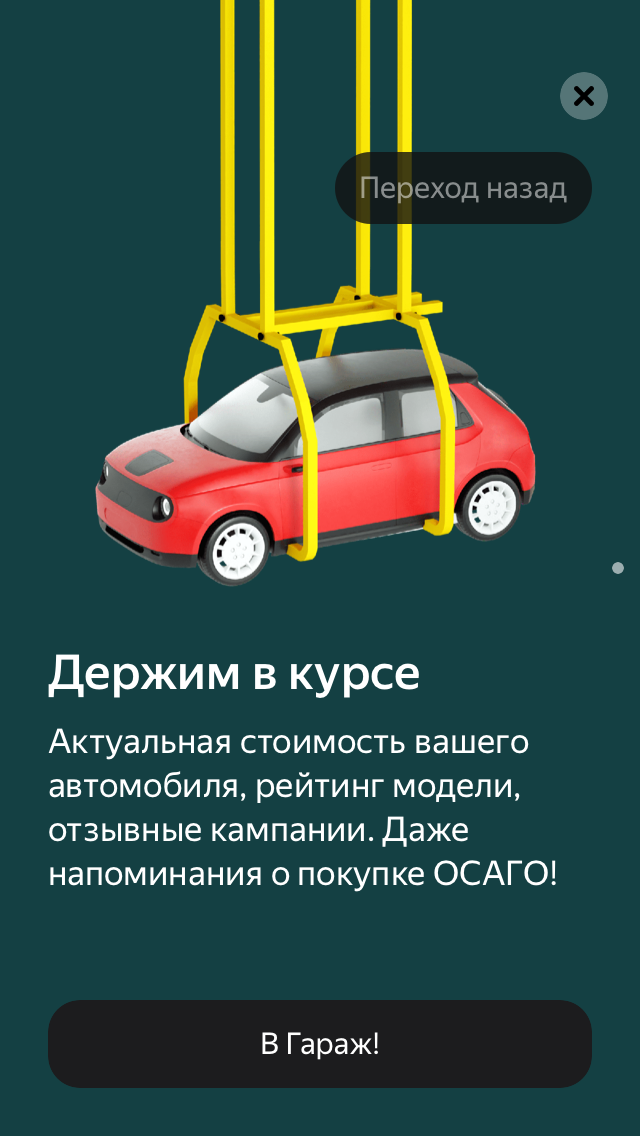 Переход назад
Держим в курсе
Актуальная стоимость вашего
автомобиля, рейтинг модели,
отзывные кампании. Даже
напоминания о покупке ОСАГО!
В Гараж!